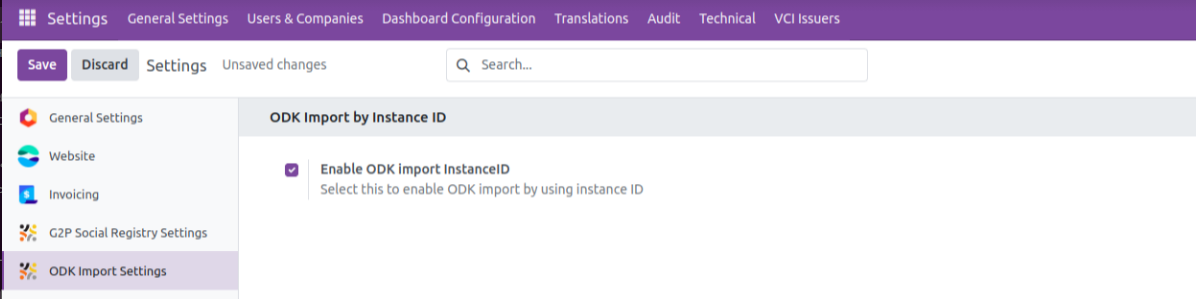 Settings General Settings Users & Companies Dashboard Configuration Translations Audit Technical VCI Issuers
Save Discard Settings Unsaved changes Search...
General Settings
ODK Import by Instance ID
Website
Enable ODK import InstanceID
Select this to enable ODK import by using instance ID
Invoicing
G2P Social Registry Settings
ODK Import Settings